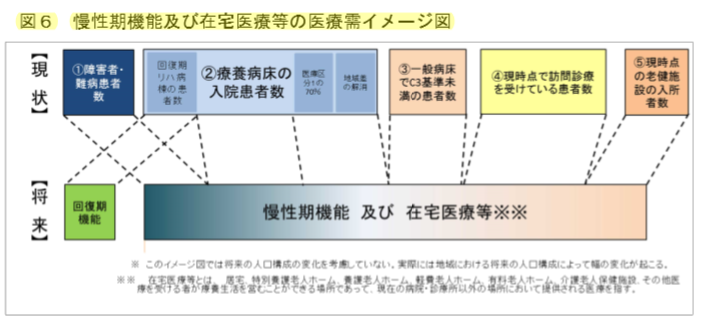 図６　慢性期機能及び在宅医療等の医療需イメージ図
【現状】
①障害者・
難病患者
数
回復期
リハ病
棟の患
者数
②療養病床の
入院患者数
医療区
分1の
70%
地域差
の解消
③一般病床
でC3基準未
満の患者数
④現時点で訪問診療
を受けている患者数
⑤現時点
の老健施
設の入所
者数
【将来】
回復期
機能
慢性期機能 及び 在宅医療等※※
※ このイメージ図では将来の人口構成の変化を考慮していない。実際には地域における将来の人口構成によって幅の変化が起こる。
※※ 在宅医療等とは、居宅、特別養護老人ホーム、養護老人ホーム、軽費老人ホーム、有料老人ホーム、介護老人保健施設、その他医
療を受ける者が療養生活を営むことができる場所であって、現在の病院・診療所以外の場所において提供される医療を指す。